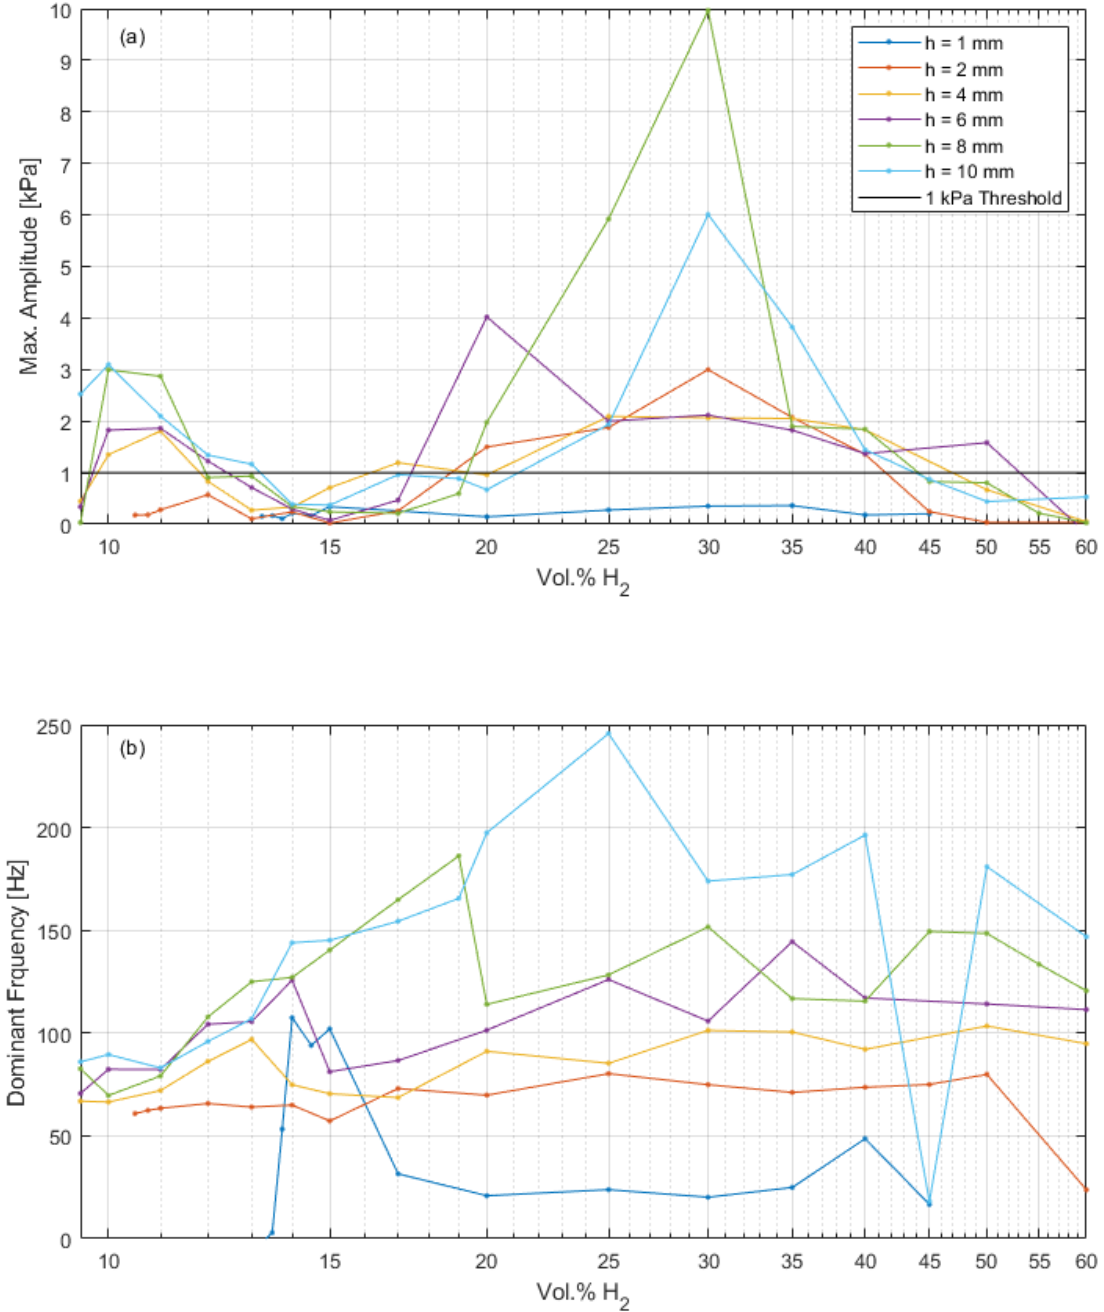 (a)
10
9
8
7
6
5
4
3
2
1
0
Max. Amplitude [kPa]
h = 1 mm
h = 2 mm
h = 4 mm
h = 6 mm
h = 8 mm
h = 10 mm
1 kPa Threshold
10 15 20 25 30 35 40 45 50 55 60
Vol.% H2
(b)
250
200
150
100
50
0
Dominant Frquency [Hz]
10 15 20 25 30 35 40 45 50 55 60
Vol.% H2